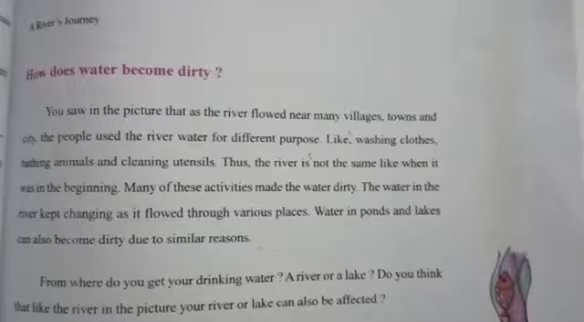 A River's Journey
How does water become dirty ?
You saw in the picture that as the river flowed near many villages, towns and
city, the people used the river water for different purpose. Like, washing clothes,
bathing animals and cleaning utensils. Thus, the river is not the same like when it
was in the beginning. Many of these activities made the water dirty. The water in the
river kept changing as it flowed through various places. Water in ponds and lakes
can also become dirty due to similar reasons.
From where do you get your drinking water ? A river or a lake ? Do you think
that like the river in the picture your river or lake can also be affected ?